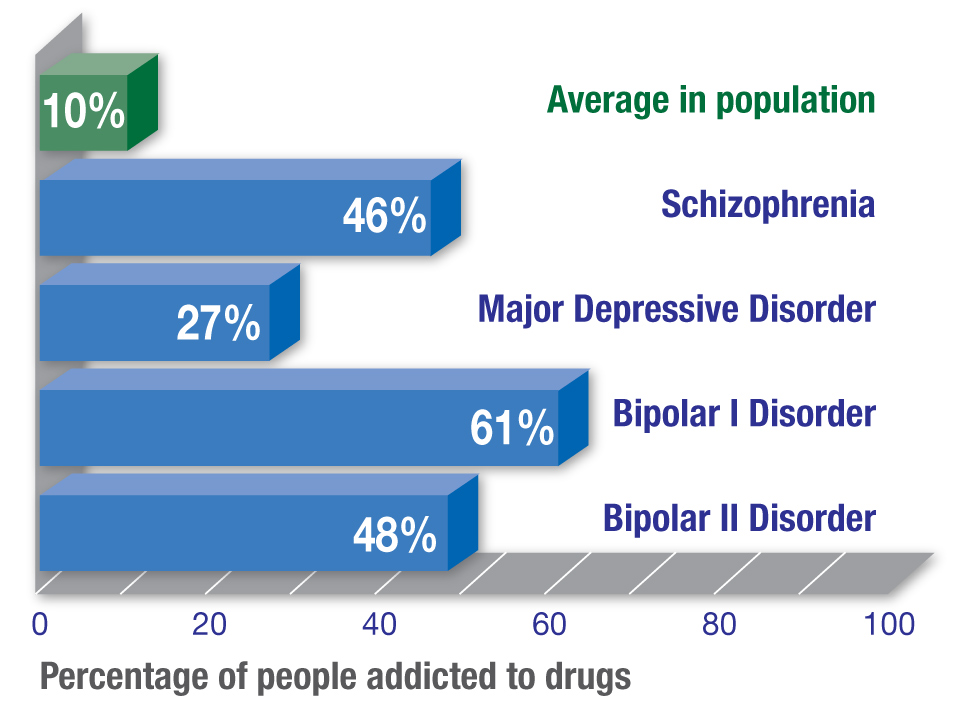 10%
Average in population
46%
Schizophrenia
27%
Major Depressive Disorder
61%
Bipolar I Disorder
48%
Bipolar II Disorder
0 20 40 60 80 100
Percentage of people addicted to drugs